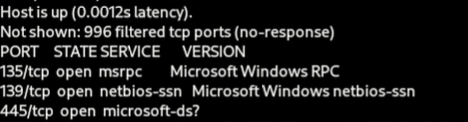 Host is up (0.0012s latency).
Not shown: 996 filtered tcp ports (no-response)
PORT STATE SERVICE VERSION
135/tcp open msrpc Microsoft Windows RPC
139/tcp open netbios-ssn Microsoft Windows netbios-ssn
445/tcp open microsoft-ds?